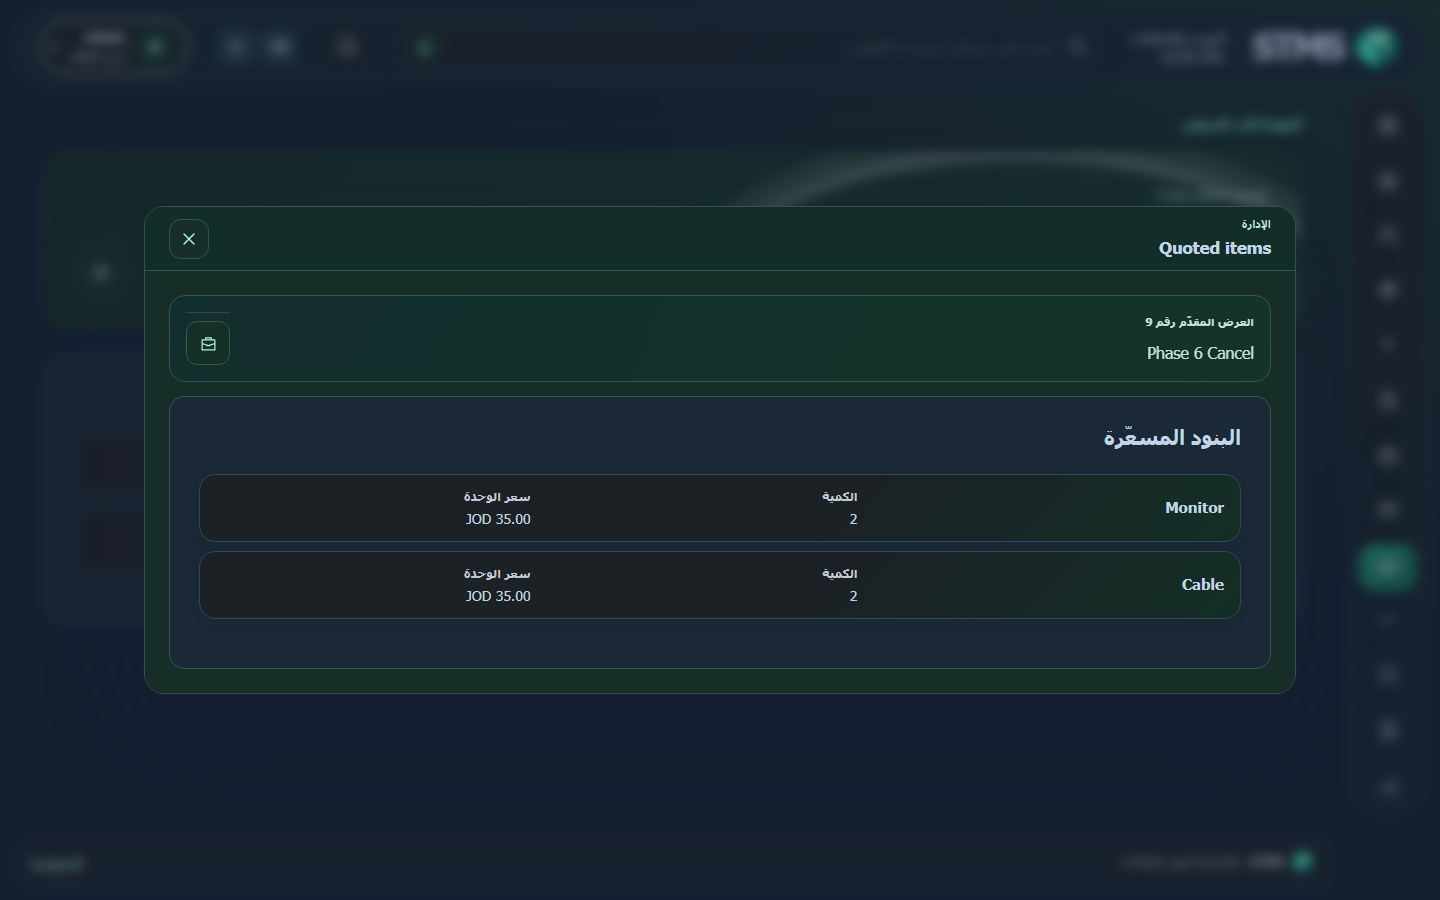 STMS
الإدارة
Quoted items
العرض المقدّم رقم 9
Phase 6 Cancel
البنود المسعّرة
Monitor
الكمية
2
سعر الوحدة
JOD 35.00
Cable
الكمية
2
سعر الوحدة
JOD 35.00